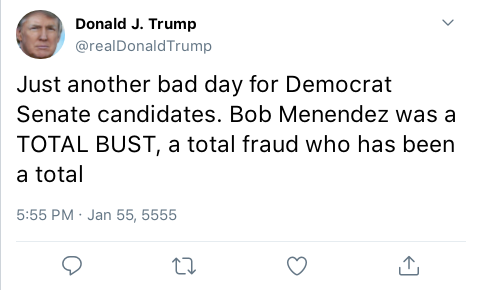 Donald J. Trump
@realDonaldTrump
Just another bad day for Democrat
Senate candidates. Bob Menendez was a
TOTAL BUST, a total fraud who has been
a total
5:55 PM · Jan 55, 5555